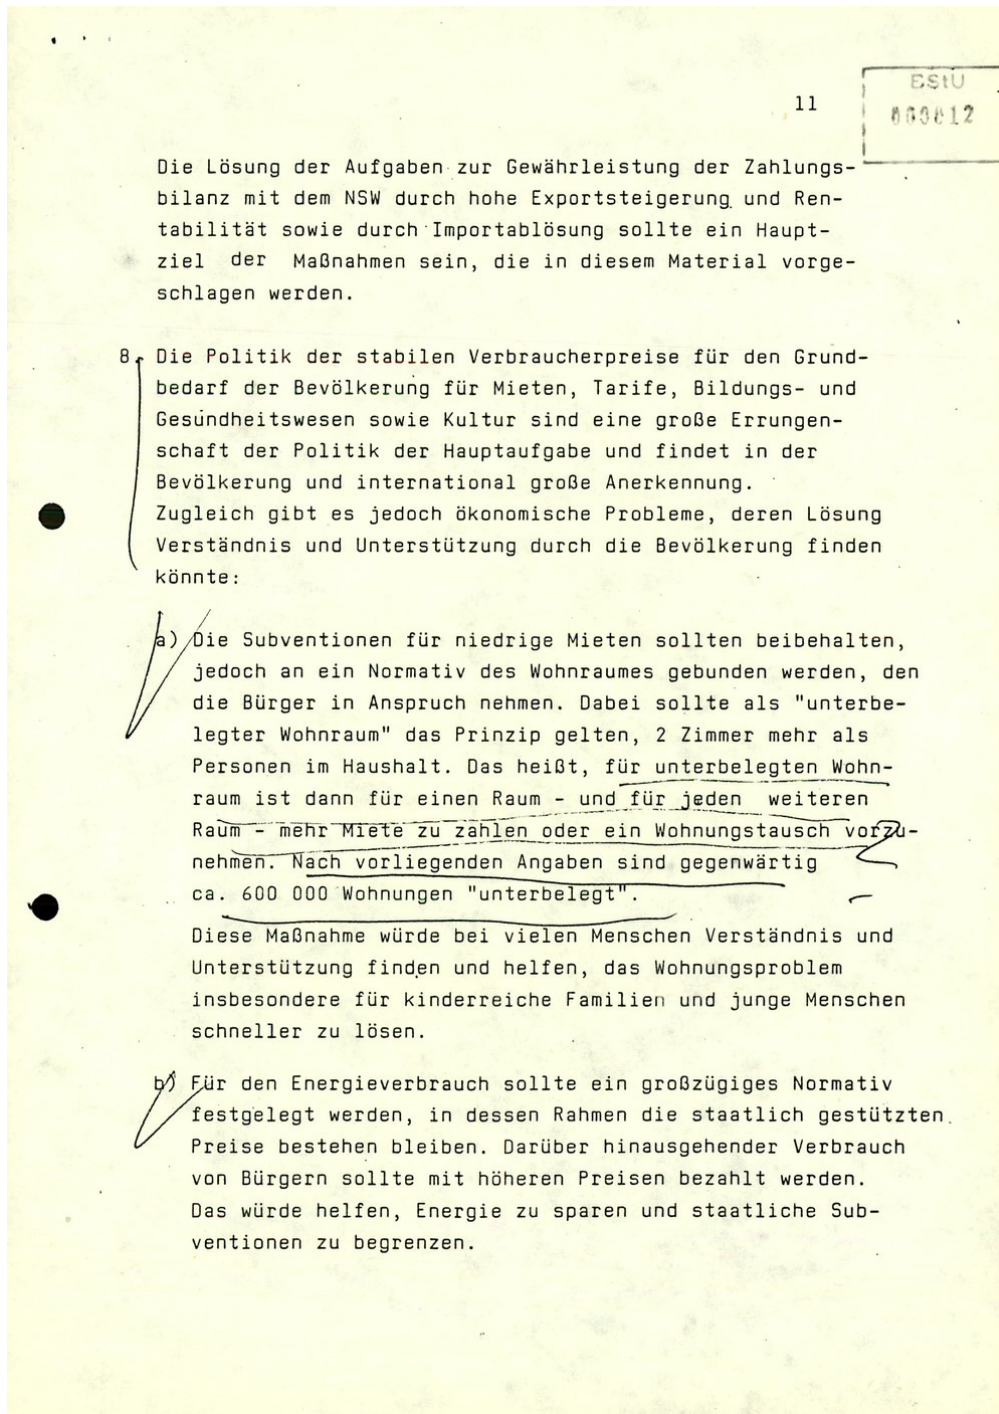 11
BStU
000012
Die Lösung der Aufgaben zur Gewährleistung der Zahlungs-
bilanz mit dem NSW durch hohe Exportsteigerung und Ren-
tabilität sowie durch Importablösung sollte ein Haupt-
ziel der Maßnahmen sein, die in diesem Material vorge-
schlagen werden.
8. Die Politik der stabilen Verbraucherpreise für den Grund-
bedarf der Bevölkerung für Mieten, Tarife, Bildungs- und
Gesundheitswesen sowie Kultur sind eine große Errungen-
schaft der Politik der Hauptaufgabe und findet in der
Bevölkerung und international große Anerkennung.
Zugleich gibt es jedoch ökonomische Probleme, deren Lösung
Verständnis und Unterstützung durch die Bevölkerung finden
könnte:
a) Die Subventionen für niedrige Mieten sollten beibehalten,
jedoch an ein Normativ des Wohnraumes gebunden werden, den
die Bürger in Anspruch nehmen. Dabei sollte als "unterbe-
legter Wohnraum" das Prinzip gelten, 2 Zimmer mehr als
Personen im Haushalt. Das heißt, für unterbelegten Wohn-
raum ist dann für einen Raum - und für jeden weiteren
Raum - mehr Miete zu zahlen oder ein Wohnungstausch vorzu-
nehmen. Nach vorliegenden Angaben sind gegenwärtig
ca. 600 000 Wohnungen "unterbelegt".
Diese Maßnahme würde bei vielen Menschen Verständnis und
Unterstützung finden und helfen, das Wohnungsproblem
insbesondere für kinderreiche Familien und junge Menschen
schneller zu lösen.
b) Für den Energieverbrauch sollte ein großzügiges Normativ
festgelegt werden, in dessen Rahmen die staatlich gestützten
Preise bestehen bleiben. Darüber hinausgehender Verbrauch
von Bürgern sollte mit höheren Preisen bezahlt werden.
Das würde helfen, Energie zu sparen und staatliche Sub-
ventionen zu begrenzen.